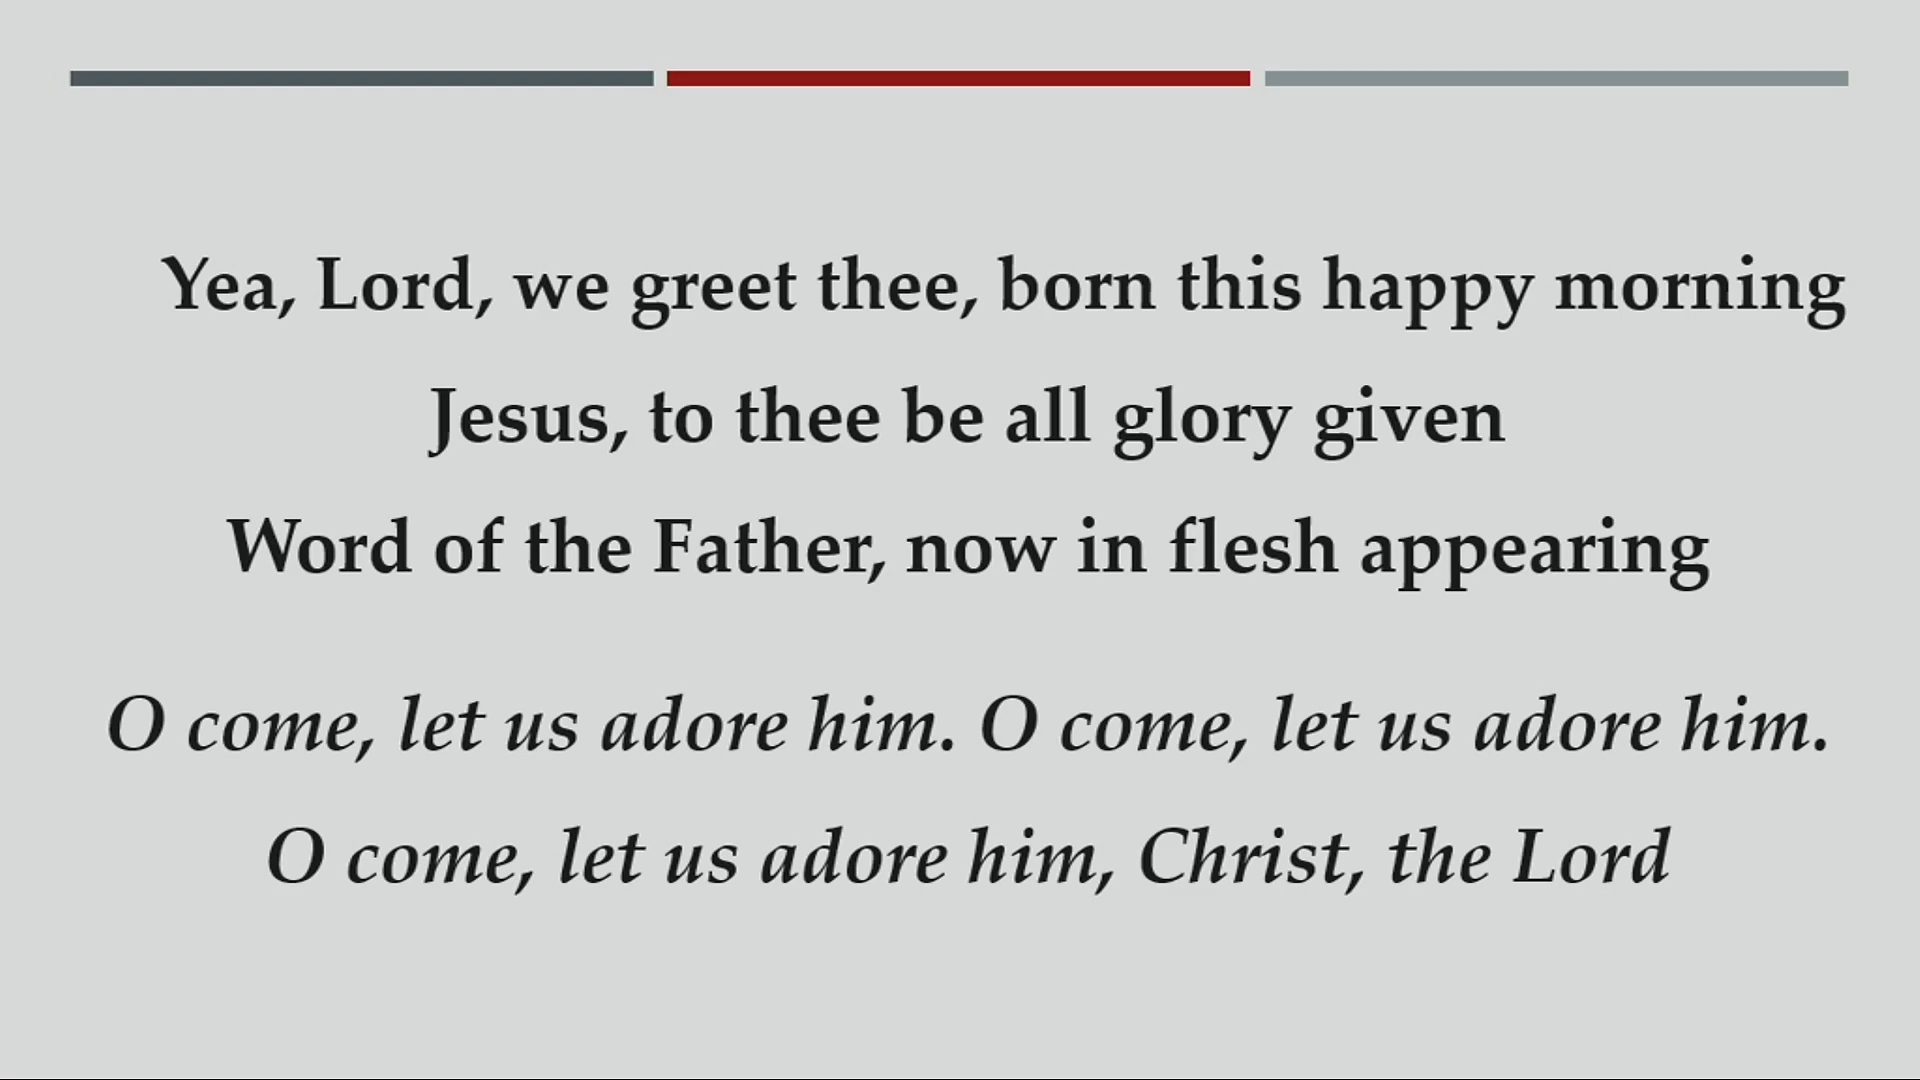 Yea, Lord, we greet thee, born this happy morning
Jesus, to thee be all glory given
Word of the Father, now in flesh appearing
O come, let us adore him. O come, let us adore him.
O come, let us adore him, Christ, the Lord